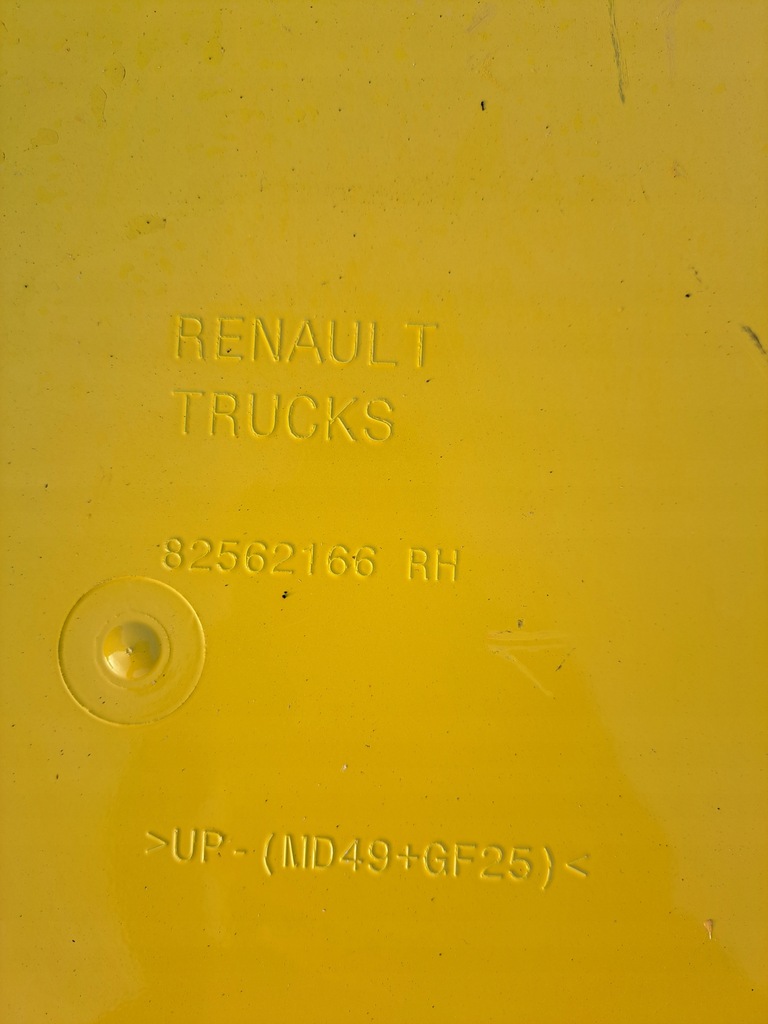 RENAULT
TRUCKS
82562166 RH
>UP-(MD49+GF25)<